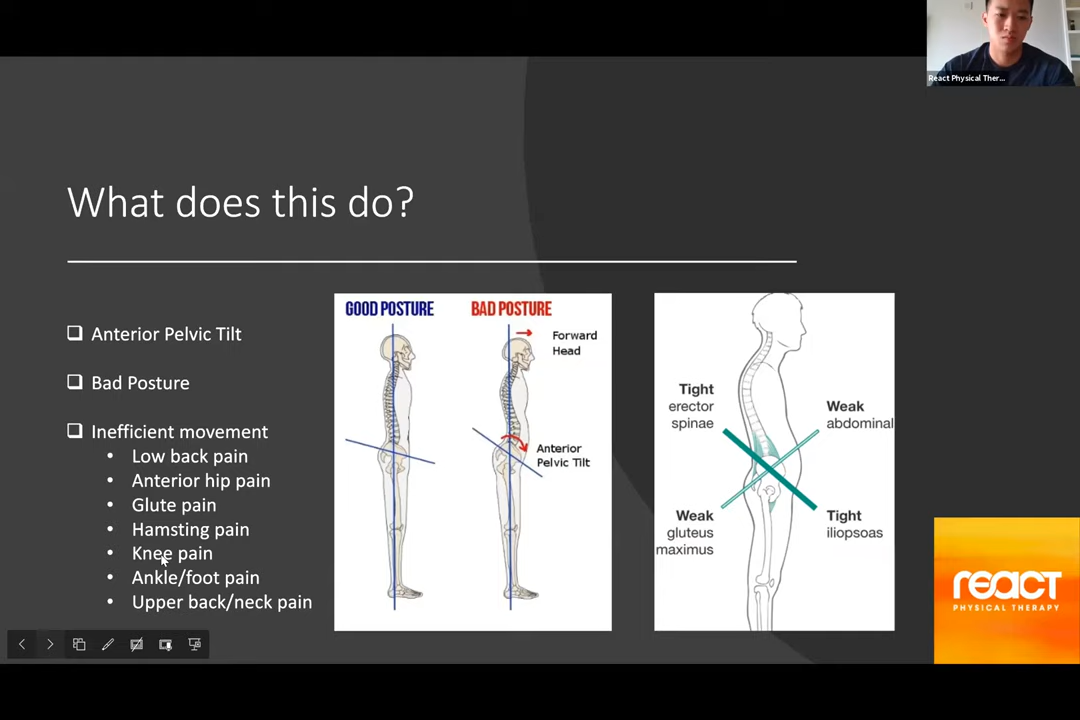 React Physical Ther...
What does this do?
Anterior Pelvic Tilt
Bad Posture
Inefficient movement
Low back pain
Anterior hip pain
Glute pain
Hamsting pain
Knee pain
Ankle/foot pain
Upper back/neck pain
GOOD POSTURE
BAD POSTURE
Forward
Head
Anterior
Pelvic Tilt
Tight
erector
spinae
Weak
abdominal
Weak
gluteus
maximus
Tight
iliopsoas
react
PHYSICAL THERAPY